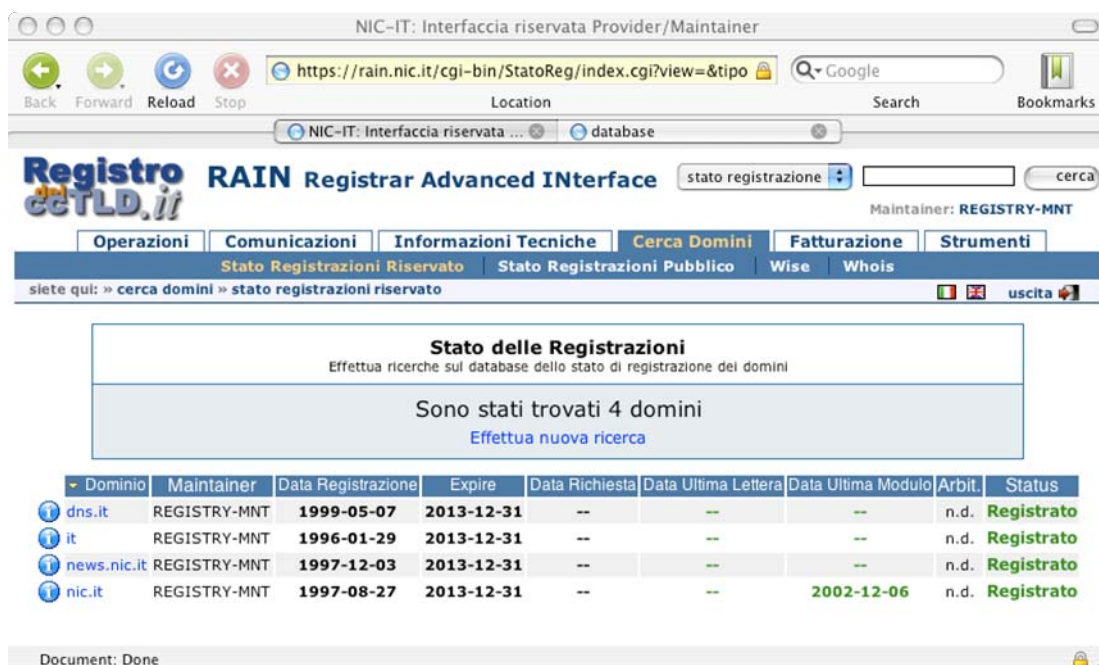 NIC-IT: Interfaccia riservata Provider/Maintainer
https://rain.nic.it/cgi-bin/StatoReg/index.cgi?view=&tipo Google
Back Forward Reload Stop Location Search Bookmarks
NIC-IT: Interfaccia riservata ... database
Registro del ccTLD.it RAIN Registrar Advanced INterface stato registrazione cerca
Maintainer: REGISTRY-MNT
Operazioni Comunicazioni Informazioni Tecniche Cerca Domini Fatturazione Strumenti
Stato Registrazioni Riservato Stato Registrazioni Pubblico Wise Whois
siete qui: » cerca domini » stato registrazioni riservato uscita
Stato delle Registrazioni
Effettua ricerche sul database dello stato di registrazione dei domini
Sono stati trovati 4 domini
Effettua nuova ricerca
Dominio Maintainer Data Registrazione Expire Data Richiesta Data Ultima Lettera Data Ultima Modulo Arbit. Status
dns.it REGISTRY-MNT 1999-05-07 2013-12-31 -- -- -- n.d. Registrato
it REGISTRY-MNT 1996-01-29 2013-12-31 -- -- -- n.d. Registrato
news.nic.it REGISTRY-MNT 1997-12-03 2013-12-31 -- -- -- n.d. Registrato
nic.it REGISTRY-MNT 1997-08-27 2013-12-31 -- -- 2002-12-06 n.d. Registrato
Document: Done